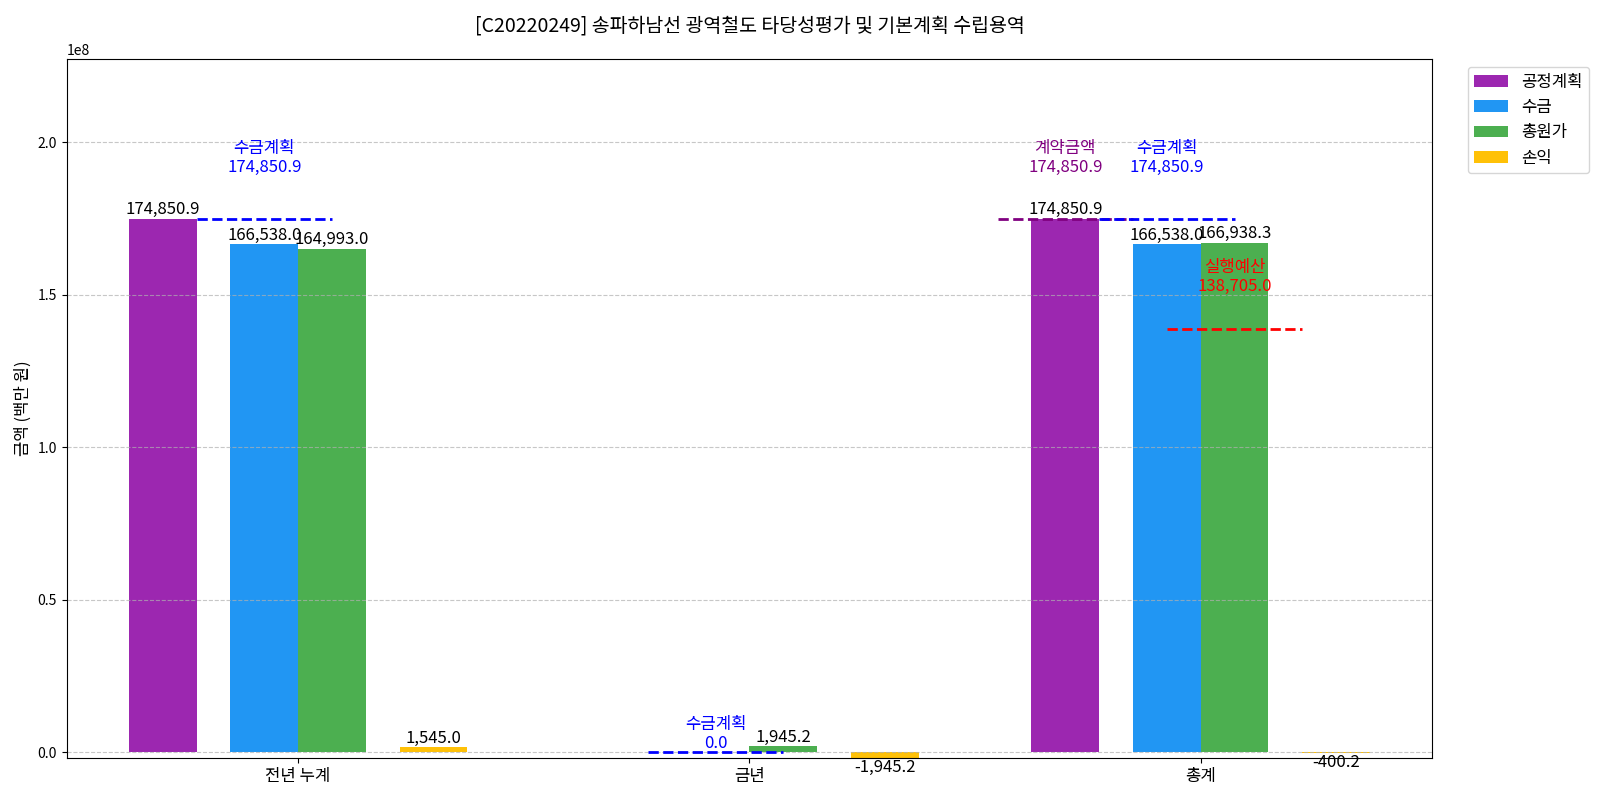 [C20220249] 송파하남선 광역철도 타당성평가 및 기본계획 수립용역
1e8
공정계획
수금
총원가
손익
2.0
1.5
1.0
0.5
0.0
금액 (백만 원)
수금계획
174,850.9
계약금액
174,850.9
수금계획
174,850.9
174,850.9
166,538.0
164,993.0
174,850.9
166,538.0
166,938.3
실행예산
138,705.0
수금계획
0.0
1,545.0
1,945.2
-1,945.2
-400.2
전년 누계
금년
총계